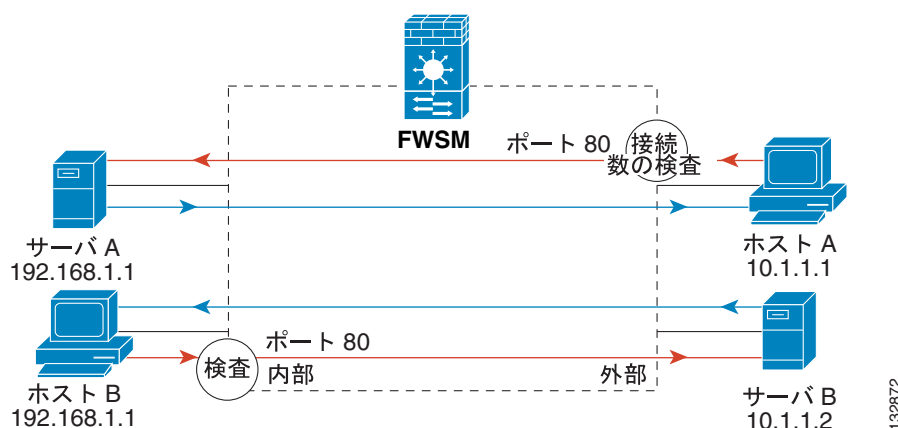 FWSM
ポート 80
接続
数の検査
サーバ A
192.168.1.1
ホスト A
10.1.1.1
ポート 80
検査
内部
外部
ホスト B
192.168.1.1
サーバ B
10.1.1.2
132872